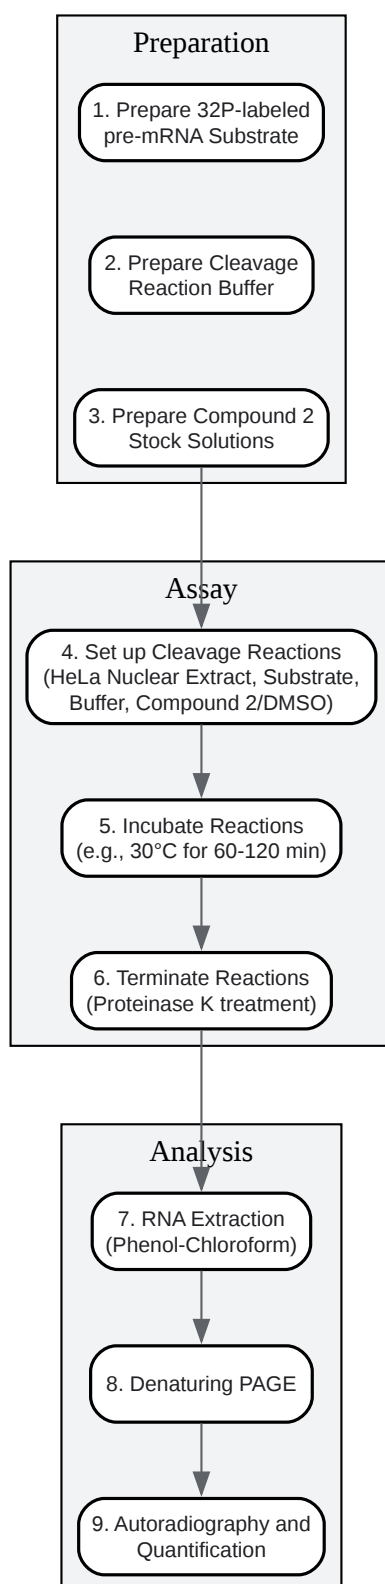 Preparation
1. Prepare 32P-labeled
pre-mRNA Substrate
2. Prepare Cleavage
Reaction Buffer
3. Prepare Compound 2
Stock Solutions
Assay
4. Set up Cleavage Reactions
(HeLa Nuclear Extract, Substrate,
Buffer, Compound 2/DMSO)
5. Incubate Reactions
(e.g., 30°C for 60-120 min)
6. Terminate Reactions
(Proteinase K treatment)
Analysis
7. RNA Extraction
(Phenol-Chloroform)
8. Denaturing PAGE
9. Autoradiography and
Quantification